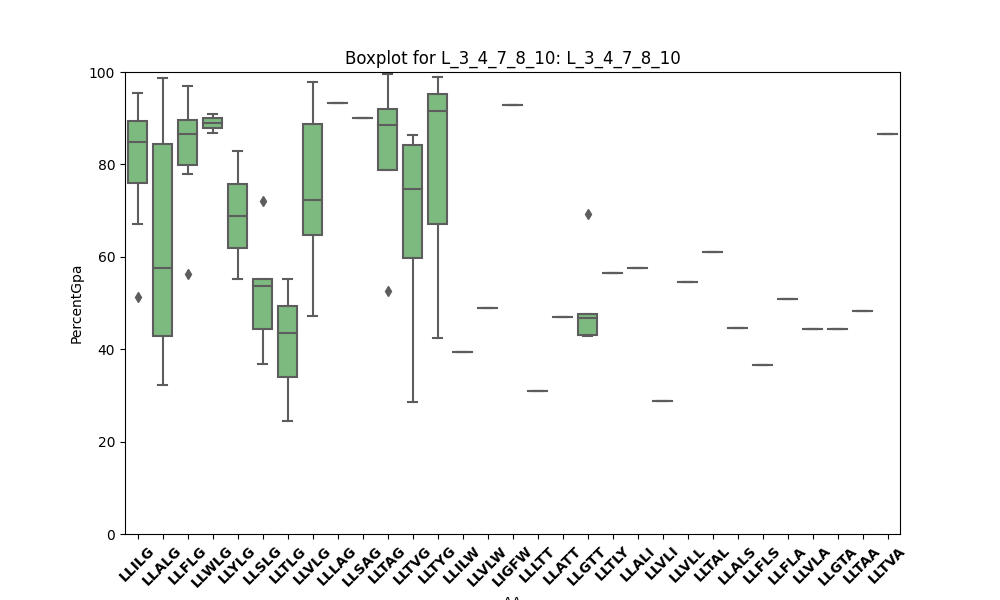 Boxplot for L_3_4_7_8_10: L_3_4_7_8_10
100
80
60
40
20
0
PercentGpa
LLILG LLALG LLFLG LLWLG LLYLG LLSLG LLTLG LLVLG LLLAG LLSAG LLTAG LLTVG LLTYG LLILW LLVLW LIGFW LLLTT LLATT LLGTT LLTLY LLALI LLVLI LLVLL LLTAL LLALS LLFLS LLFLA LLVLA LLGTA LLTAA LLTVA